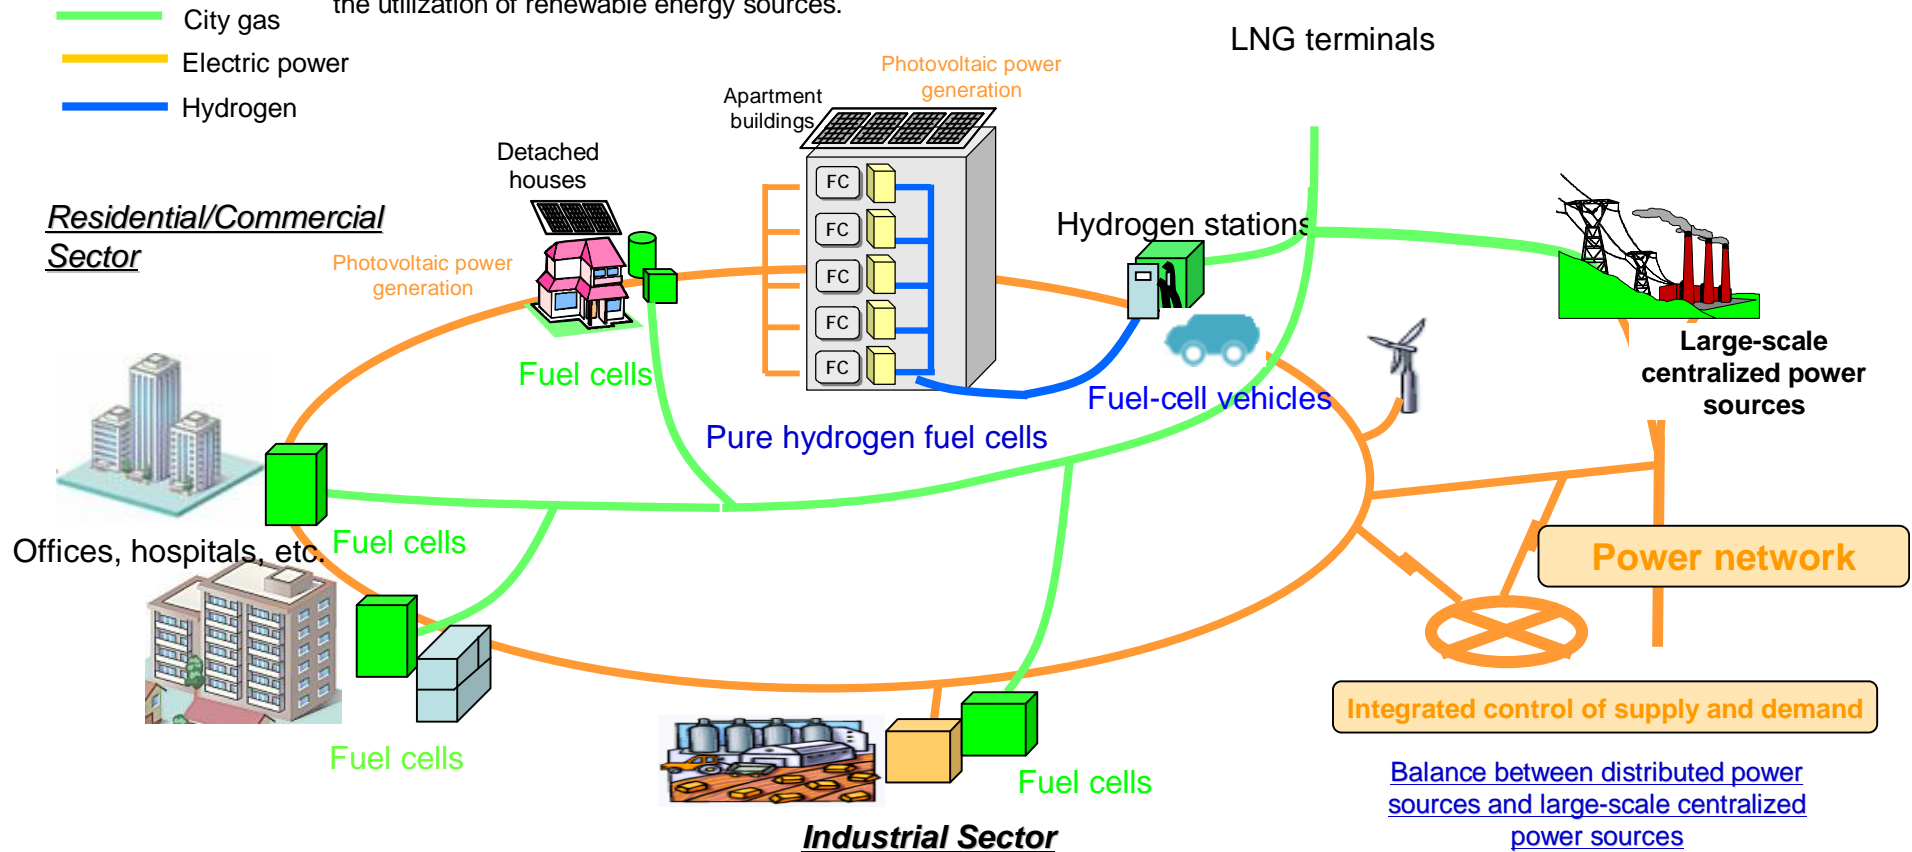 the utilization of renewable energy sources.
City gas
Electric power
Hydrogen
LNG terminals
Photovoltaic power
generation
Apartment
buildings
Detached
houses
FC
FC
FC
FC
FC
Residential/Commercial
Sector
Hydrogen stations
Photovoltaic power
generation
Large-scale
centralized power
sources
Fuel cells
Fuel-cell vehicles
Pure hydrogen fuel cells
Offices, hospitals, etc.
Fuel cells
Power network
Fuel cells
Integrated control of supply and demand
Fuel cells
Balance between distributed power
sources and large-scale centralized
power sources
Industrial Sector